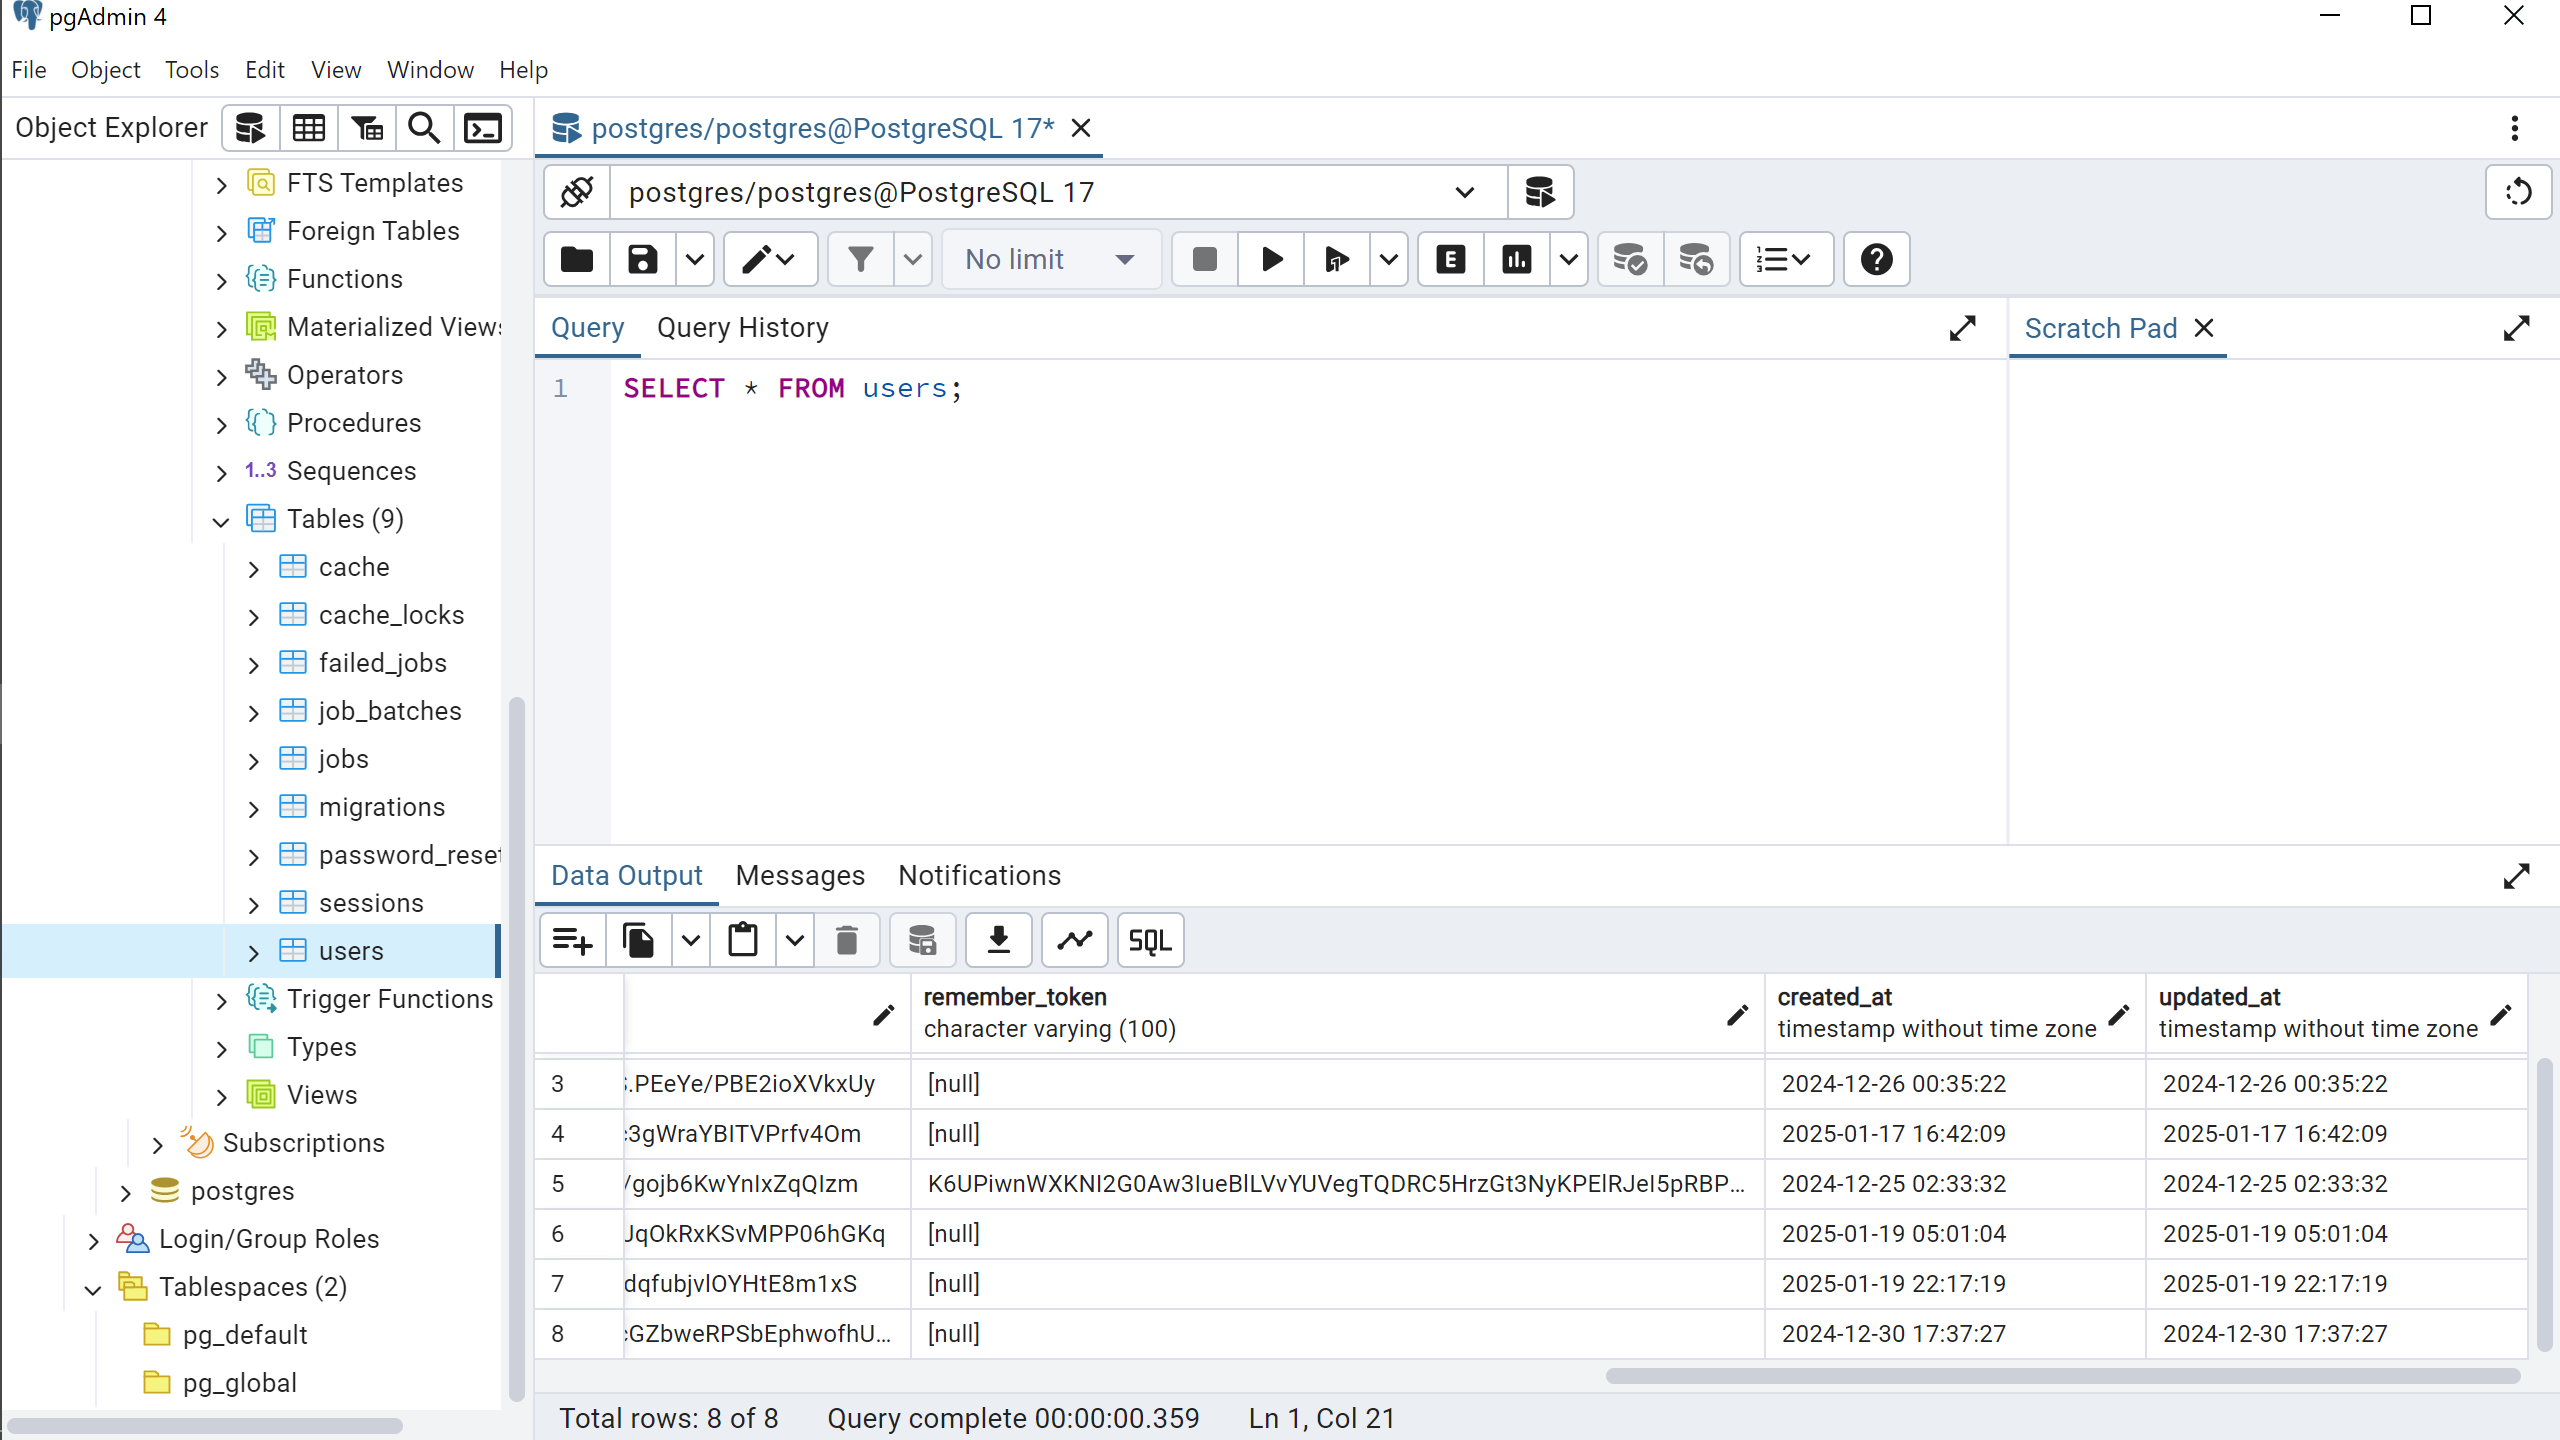 pgAdmin 4
File Object Tools Edit View Window Help
Object Explorer
FTS Templates
Foreign Tables
Functions
Materialized Views
Operators
Procedures
1..3 Sequences
Tables (9)
cache
cache_locks
failed_jobs
job_batches
jobs
migrations
password_reset
sessions
users
Trigger Functions
Types
Views
Subscriptions
postgres
Login/Group Roles
Tablespaces (2)
pg_default
pg_global
postgres/postgres@PostgreSQL 17*
postgres/postgres@PostgreSQL 17
No limit
E
Query Query History
Scratch Pad
1 SELECT * FROM users;
Data Output Messages Notifications
SQL
remember_token created_at updated_at
character varying (100) timestamp without time zone timestamp without time zone
3 .PEeYe/PBE2ioXVkxUy [null] 2024-12-26 00:35:22 2024-12-26 00:35:22
4 3gWraYBITVPrfv4Om [null] 2025-01-17 16:42:09 2025-01-17 16:42:09
5 /gojb6KwYnIxZqQIzm K6UPiwnWXKNI2G0Aw3IueBlLVvYUVegTQDRC5HrzGt3NyKPElRJeI5pRBP... 2024-12-25 02:33:32 2024-12-25 02:33:32
6 JqOkRxKSvMPP06hGKq [null] 2025-01-19 05:01:04 2025-01-19 05:01:04
7 dqfubjvlOYHtE8m1xS [null] 2025-01-19 22:17:19 2025-01-19 22:17:19
8 GZbweRPSbEphwofhU... [null] 2024-12-30 17:37:27 2024-12-30 17:37:27
Total rows: 8 of 8 Query complete 00:00:00.359 Ln 1, Col 21